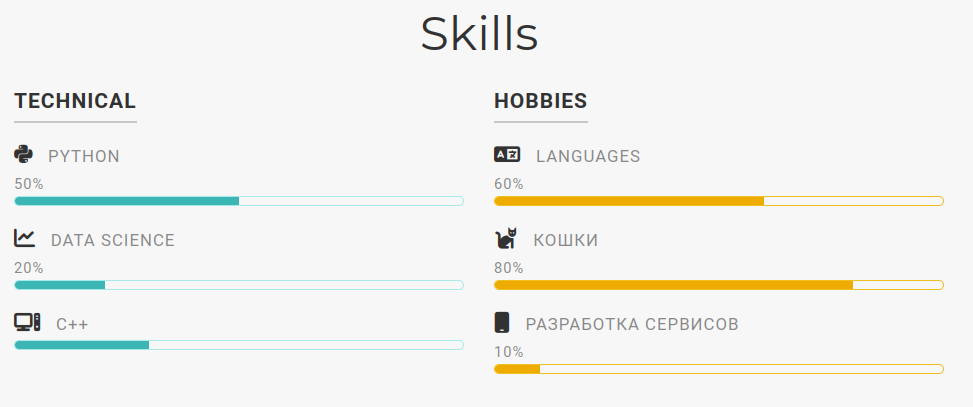 Skills
TECHNICAL
PYTHON
50%
DATA SCIENCE
20%
C++
HOBBIES
LANGUAGES
60%
КОШКИ
80%
РАЗРАБОТКА СЕРВИСОВ
10%